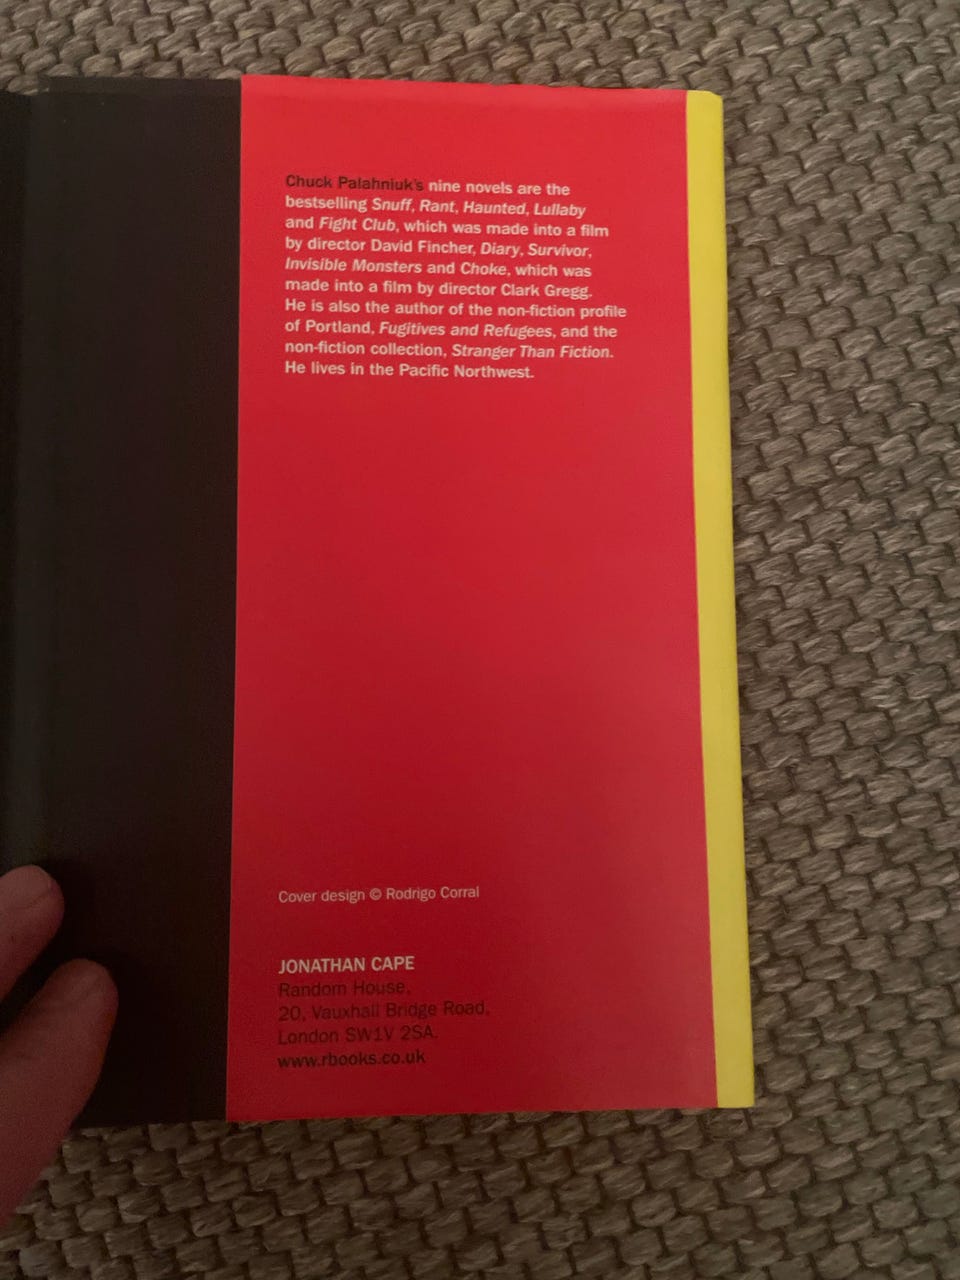 Chuck Palahniuk's nine novels are the
bestselling Snuff, Rant, Haunted, Lullaby
and Fight Club, which was made into a film
by director David Fincher, Diary, Survivor,
Invisible Monsters and Choke, which was
made into a film by director Clark Gregg.
He is also the author of the non-fiction profile
of Portland, Fugitives and Refugees, and the
non-fiction collection, Stranger Than Fiction.
He lives in the Pacific Northwest.
Cover design © Rodrigo Corral
JONATHAN CAPE
Random House,
20, Vauxhall Bridge Road,
London SW1V 2SA.
www.rbooks.co.uk